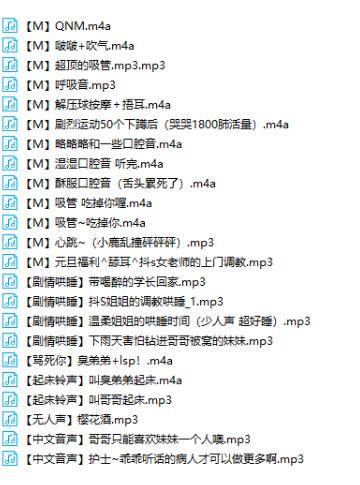 【M】QNM.m4a
【M】啵啵+吹气.m4a
【M】超顶的吸管.mp3.mp3
【M】呼吸音.mp3
【M】解压球按摩+捂耳.m4a
【M】剧烈运动50个下蹲后（哭哭1800肺活量）.m4a
【M】略略略和一些口腔音.m4a
【M】湿湿口腔音 听完.m4a
【M】酥服口腔音（舌头累死了）.m4a
【M】吸管 吃掉你喔.m4a
【M】吸管~吃掉你.m4a
【M】心跳~（小鹿乱撞砰砰砰）.mp3
【M】元旦福利^舔耳^抖s女老师的上门调教.mp3
【剧情哄睡】带喝醉的学长回家.mp3
【剧情哄睡】抖S姐姐的调教哄睡_1.mp3
【剧情哄睡】温柔姐姐的哄睡时间（少人声 超好睡）.mp3
【剧情哄睡】下雨天害怕钻进哥哥被窝的妹妹.mp3
【骂死你】臭弟弟+lsp！.m4a
【起床铃声】叫臭弟弟起床.m4a
【起床铃声】叫哥哥起床.mp3
【无人声】樱花酒.mp3
【中文音声】哥哥只能喜欢妹妹一个人噢.mp3
【中文音声】护士~乖乖听话的病人才可以做更多啊.mp3